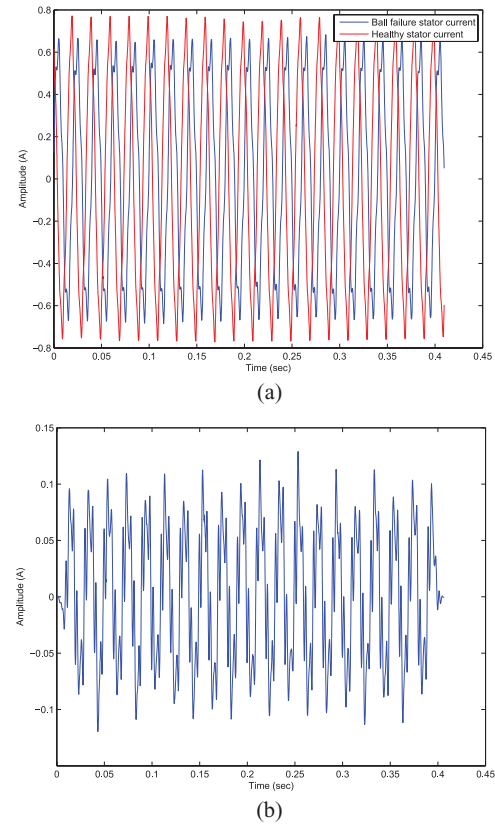 0.8
0.6
0.4
0.2
0
−0.2
−0.4
−0.6
−0.8
Amplitude (A)
Ball failure stator current
Healthy stator current
0 0.05 0.1 0.15 0.2 0.25 0.3 0.35 0.4 0.45
Time (sec)
(a)
0.15
0.1
0.05
0
−0.05
−0.1
Amplitude (A)
0 0.05 0.1 0.15 0.2 0.25 0.3 0.35 0.4 0.45
Time (sec)
(b)